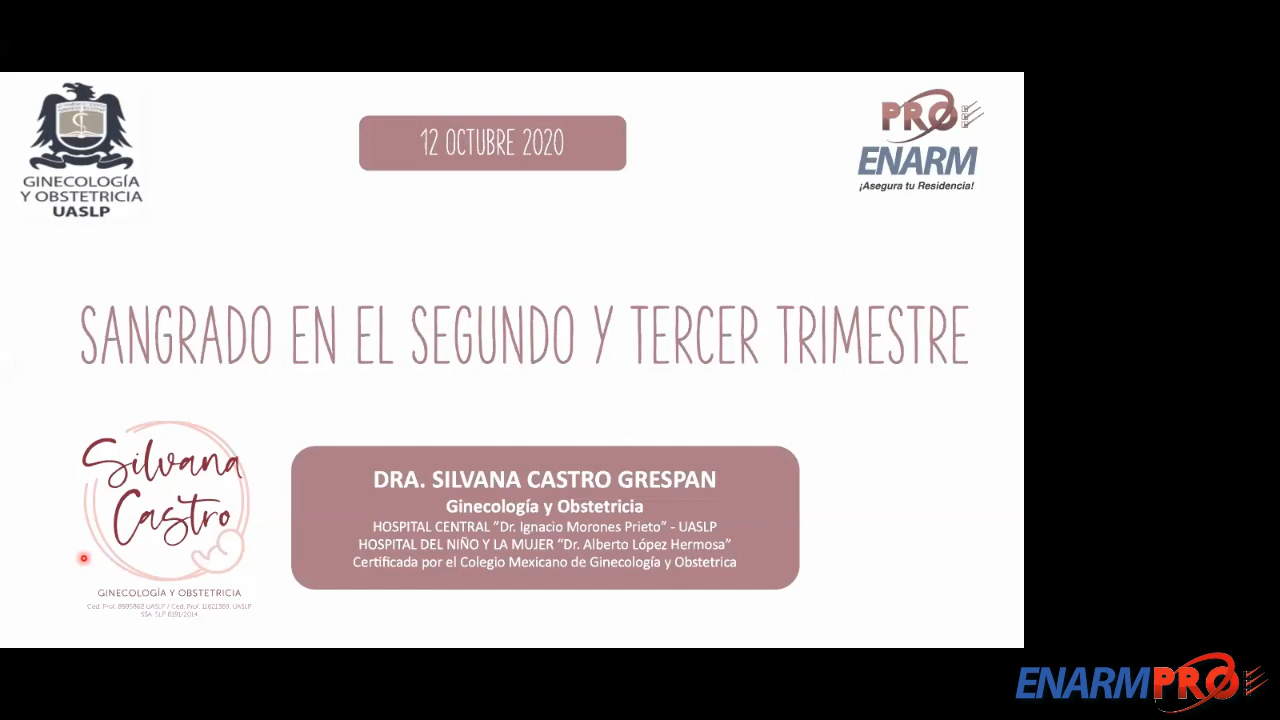 12 OCTUBRE 2020
PRO
ENARM
¡Asegura tu Residencia!
GINECOLOGÍA
Y OBSTETRICIA
UASLP
SANGRADO EN EL SEGUNDO Y TERCER TRIMESTRE
Silvana
Castro
GINECOLOGÍA Y OBSTETRICIA
DRA. SILVANA CASTRO GRESPAN
Ginecología y Obstetricia
HOSPITAL CENTRAL "Dr. Ignacio Morones Prieto" - UASLP
HOSPITAL DEL NIÑO Y LA MUJER "Dr. Alberto López Hermosa"
Certificada por el Colegio Mexicano de Ginecología y Obstetrica
ENARMPRO